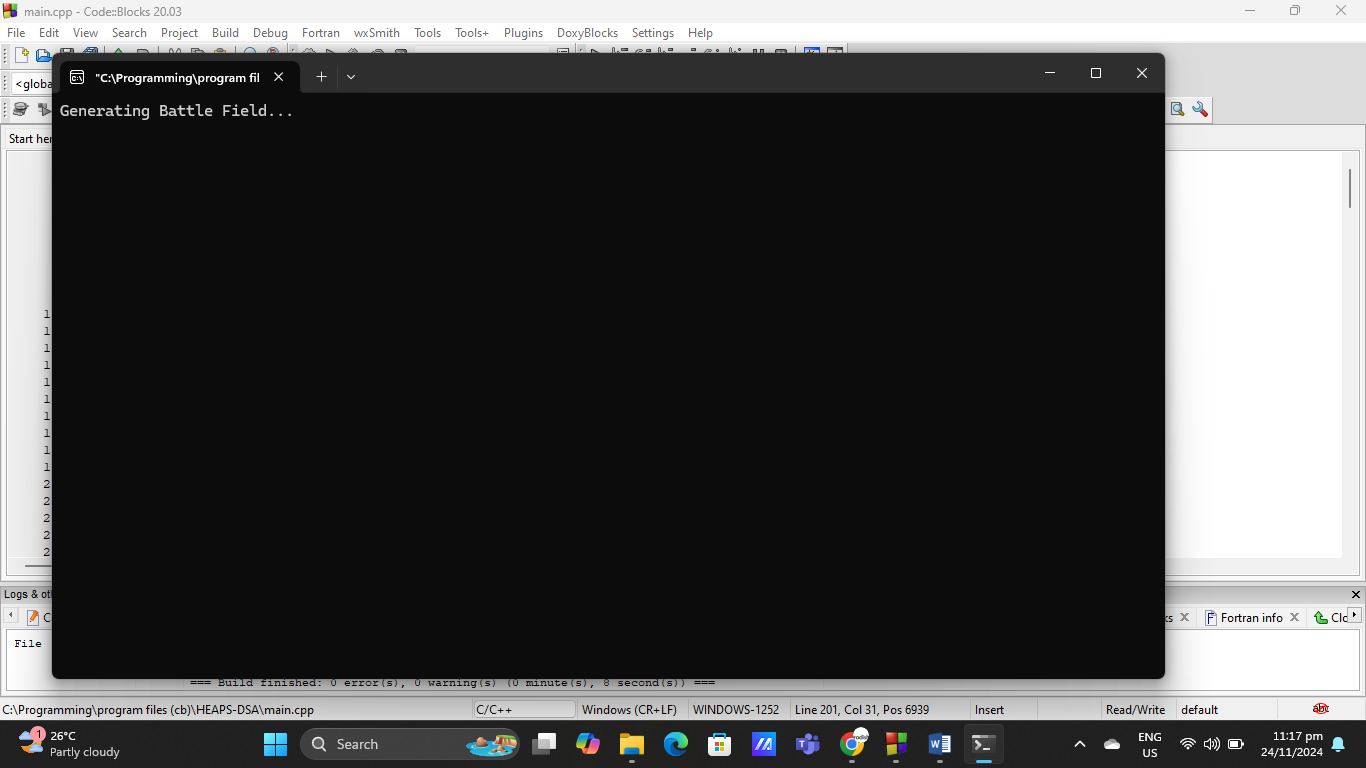 main.cpp - Code::Blocks 20.03
File Edit View Search Project Build Debug Fortran wxSmith Tools Tools+ Plugins DoxyBlocks Settings Help
"C:\Programming\program fil
<globa
Generating Battle Field...
Start her
1
1
1
1
1
1
1
1
1
1
2
2
2
2
2
Logs & ot
C
ks
Fortran info
Clo
File
=== Build finished: 0 error(s), 0 warning(s) (0 minute(s), 8 second(s)) ===
C:\Programming\program files (cb)\HEAPS-DSA\main.cpp
C/C++
Windows (CR+LF)
WINDOWS-1252
Line 201, Col 31, Pos 6939
Insert
Read/Write
default
abc
1
26°C
Partly cloudy
Search
ENG
US
11:17 pm
24/11/2024